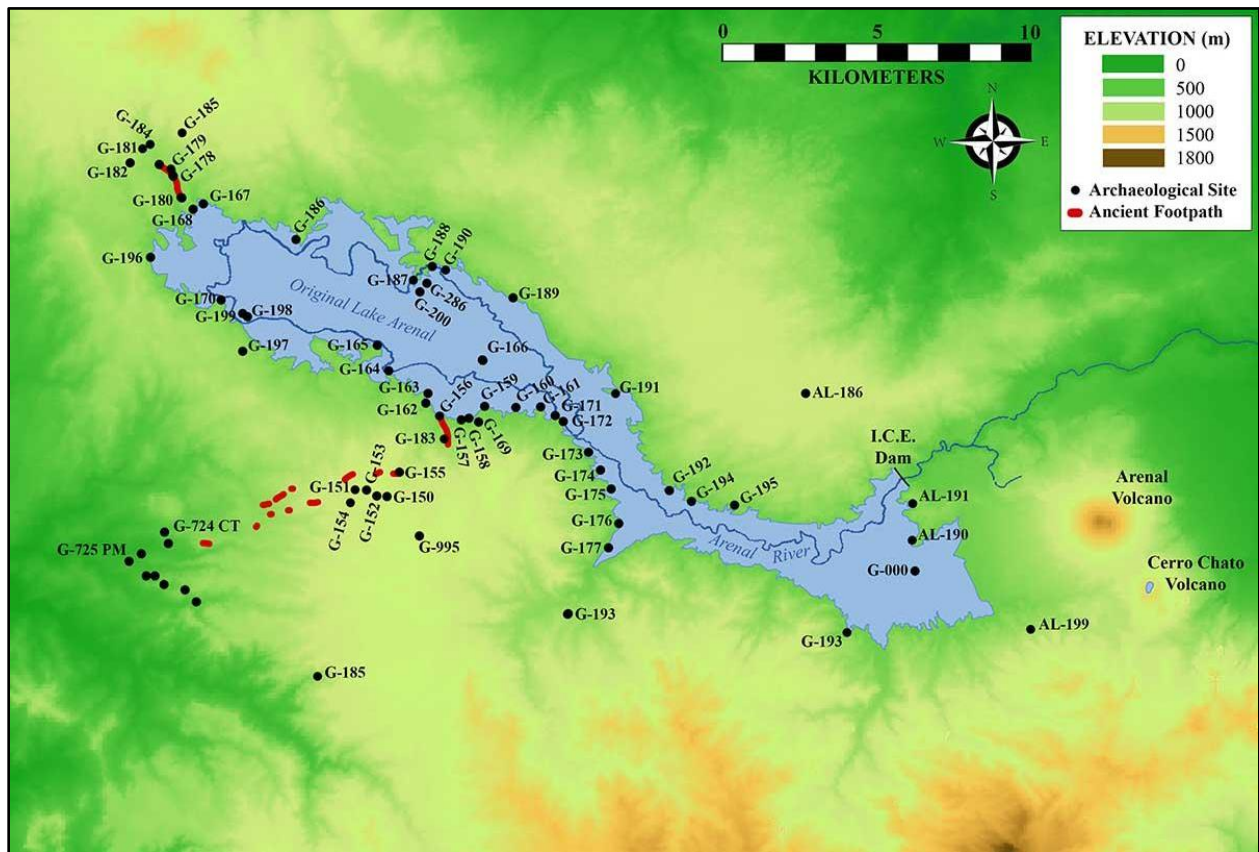 0 5 10
KILOMETERS
N
W E
S
ELEVATION (m)
0
500
1000
1500
1800
Archaeological Site
Ancient Footpath
G-185
G-184
G-181
G-179
G-182
G-178
G-180
G-167
G-168
G-186
G-196
G-188
G-190
G-187
G-286
G-200
G-189
Original Lake Arenal
G-170
G-199
G-198
G-197
G-165
G-166
G-164
G-163
G-156
G-159
G-160
G-161
G-191
AL-186
G-162
G-171
G-172
G-183
G-157
G-158
G-169
G-173
I.C.E.
Dam
G-153
G-155
G-174
G-151
G-150
G-175
G-192
G-194
G-195
Arenal
Volcano
G-154
G-152
AL-191
G-176
G-724 CT
G-995
AL-190
G-725 PM
G-177
Arenal River
G-000
Cerro Chato
Volcano
G-193
G-193
AL-199
G-185